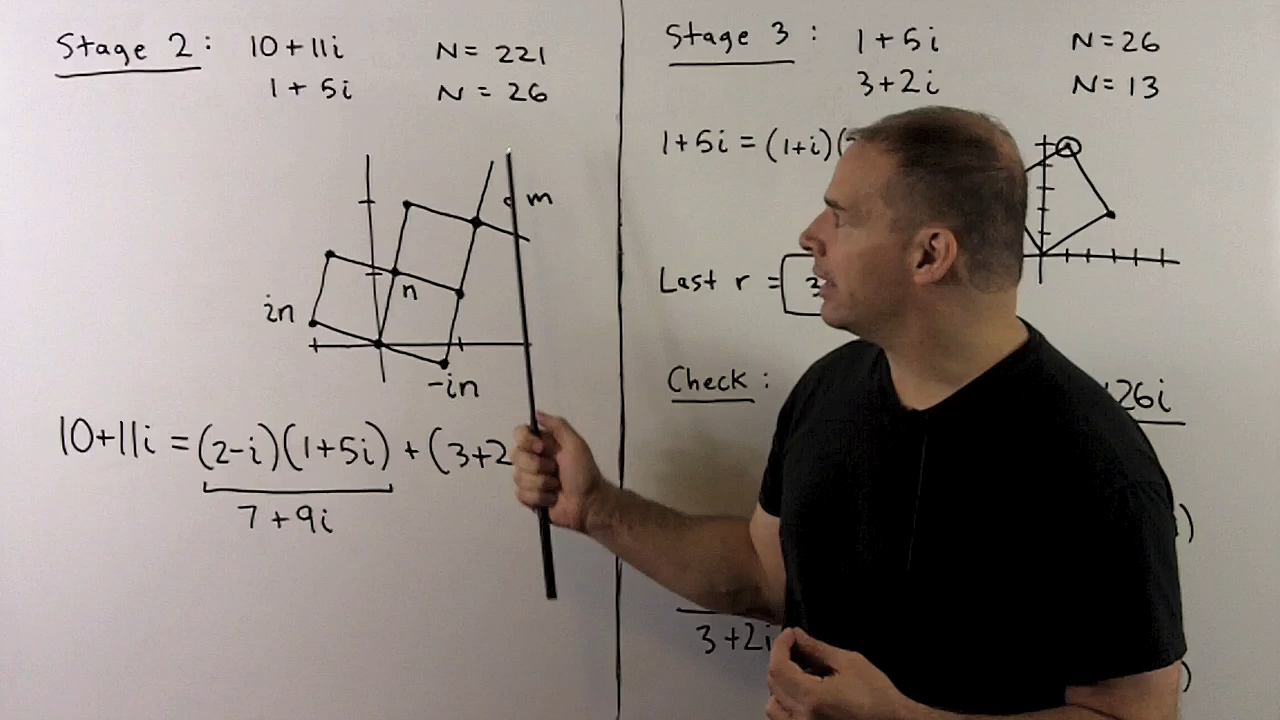 Stage 2: 10+11i N= 221
1+5i N = 26
m
n
in
-in
10+11i = (2-i)(1+5i) + (3+2
7+9i
Stage 3: 1+5i N=26
3+2i N=13
1+5i = (1+i)(
Last r =
Check:
26i
)
3+2i
)